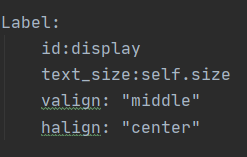 Label:
    id:display
    text_size:self.size
    valign: "middle"
    halign: "center"